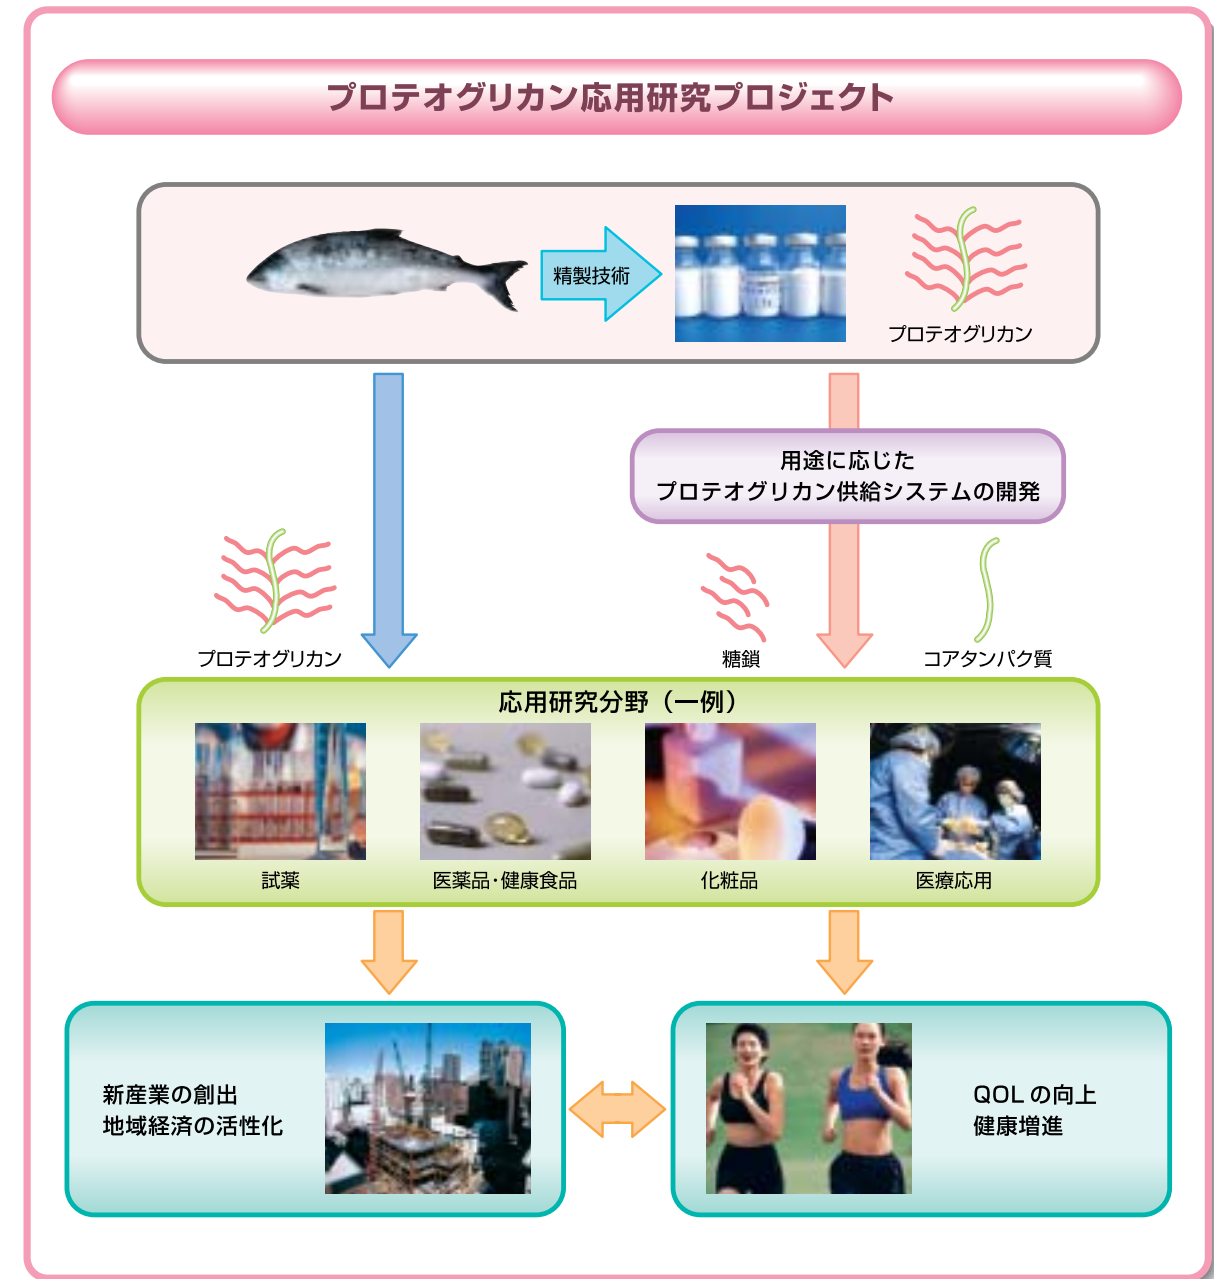 プロテオグリカン応用研究プロジェクト
精製技術
プロテオグリカン
用途に応じた
プロテオグリカン供給システムの開発
プロテオグリカン
糖鎖
コアタンパク質
応用研究分野（一例）
試薬
医薬品・健康食品
化粧品
医療応用
新産業の創出
地域経済の活性化
QOLの向上
健康増進